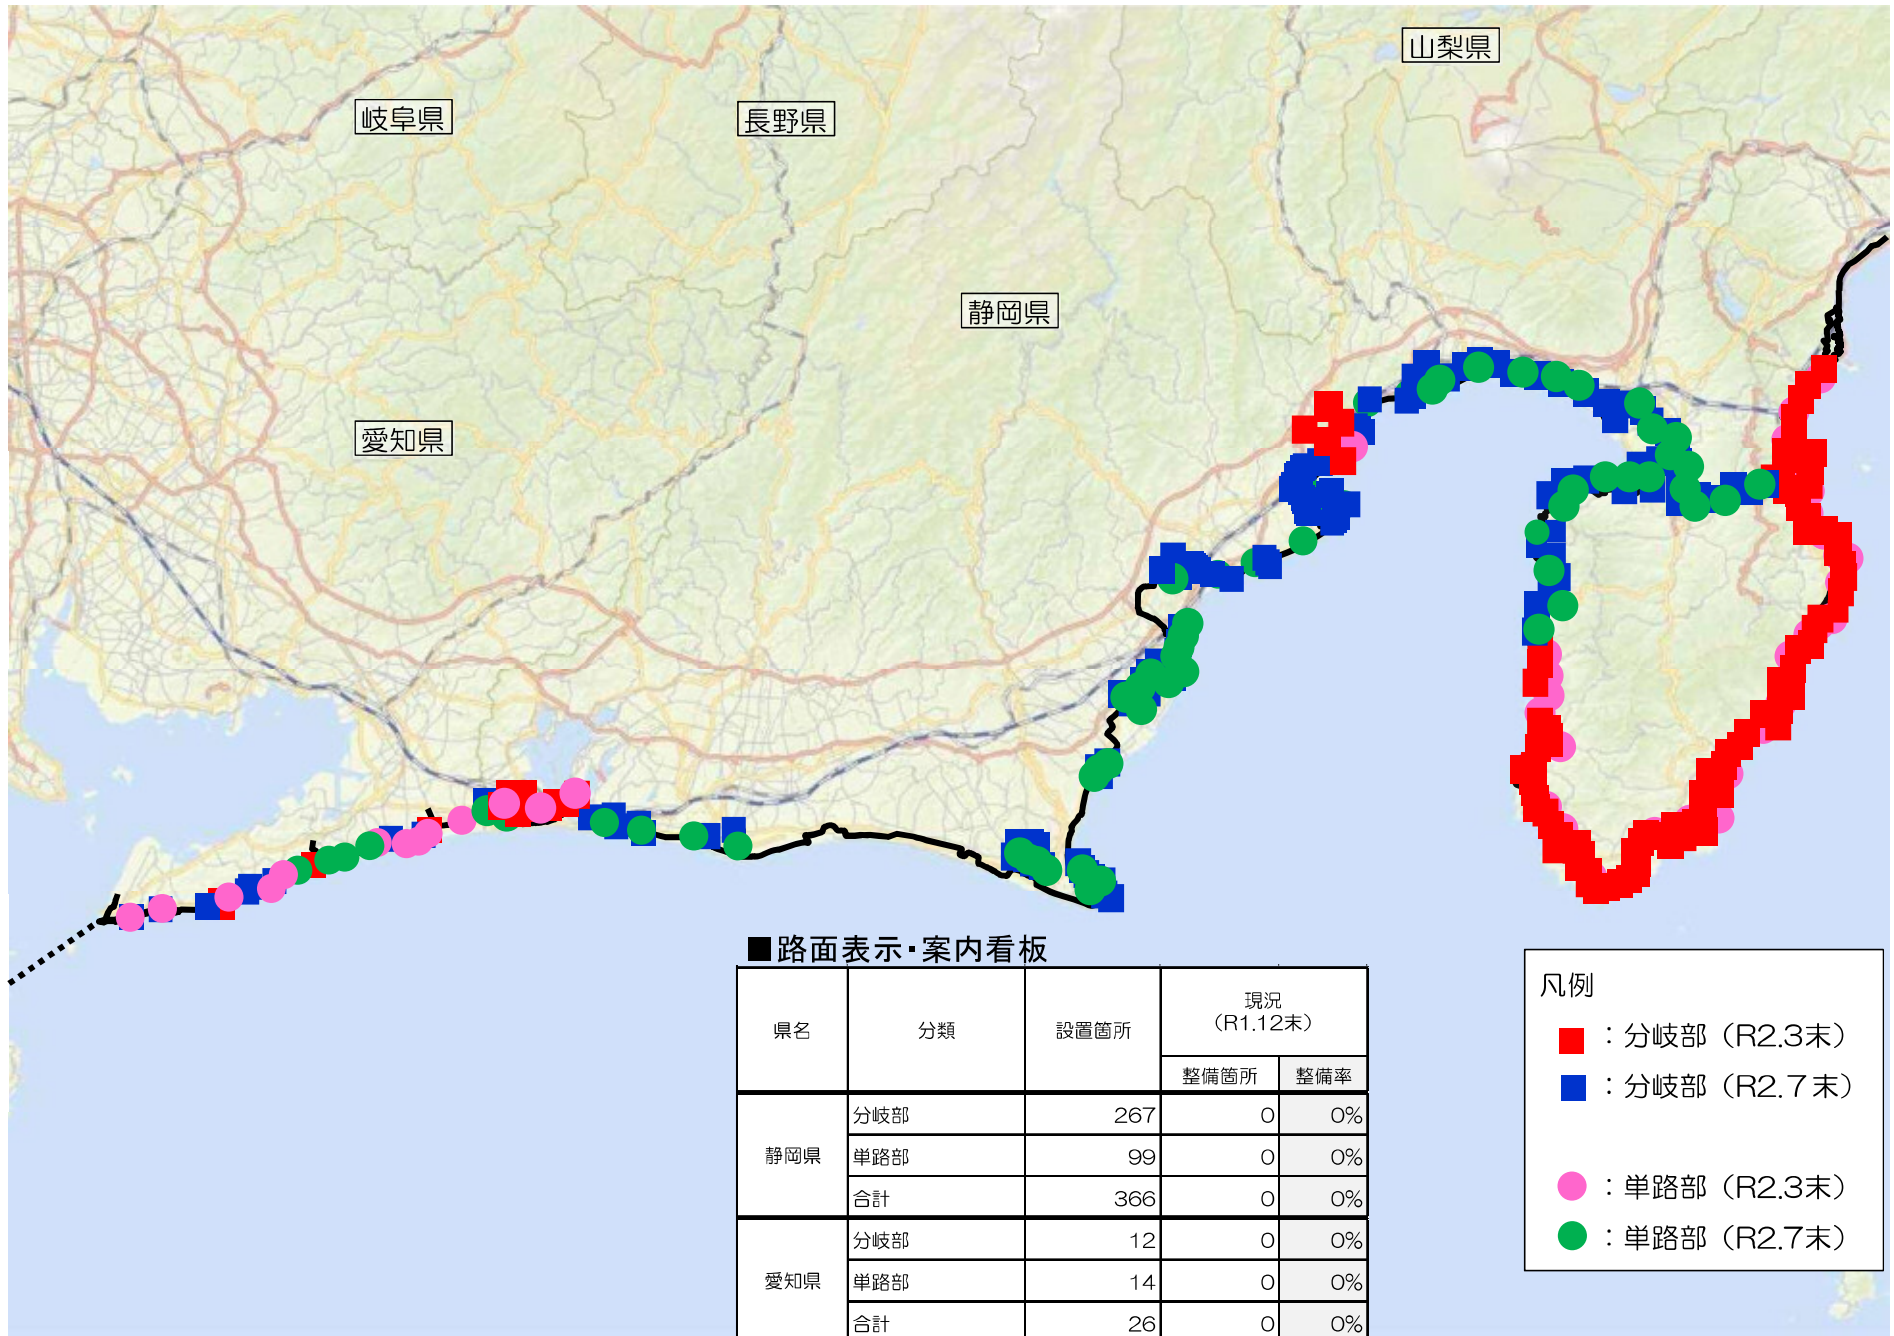 山梨県
岐阜県
長野県
静岡県
愛知県
■路面表示・案内看板
県名 分類 設置箇所 現況
（R1.12末）
整備箇所 整備率
静岡県 分岐部 267 0 0%
単路部 99 0 0%
合計 366 0 0%
愛知県 分岐部 12 0 0%
単路部 14 0 0%
合計 26 0 0%
凡例
：分岐部（R2.3末）
：分岐部（R2.7末）
：単路部（R2.3末）
：単路部（R2.7末）